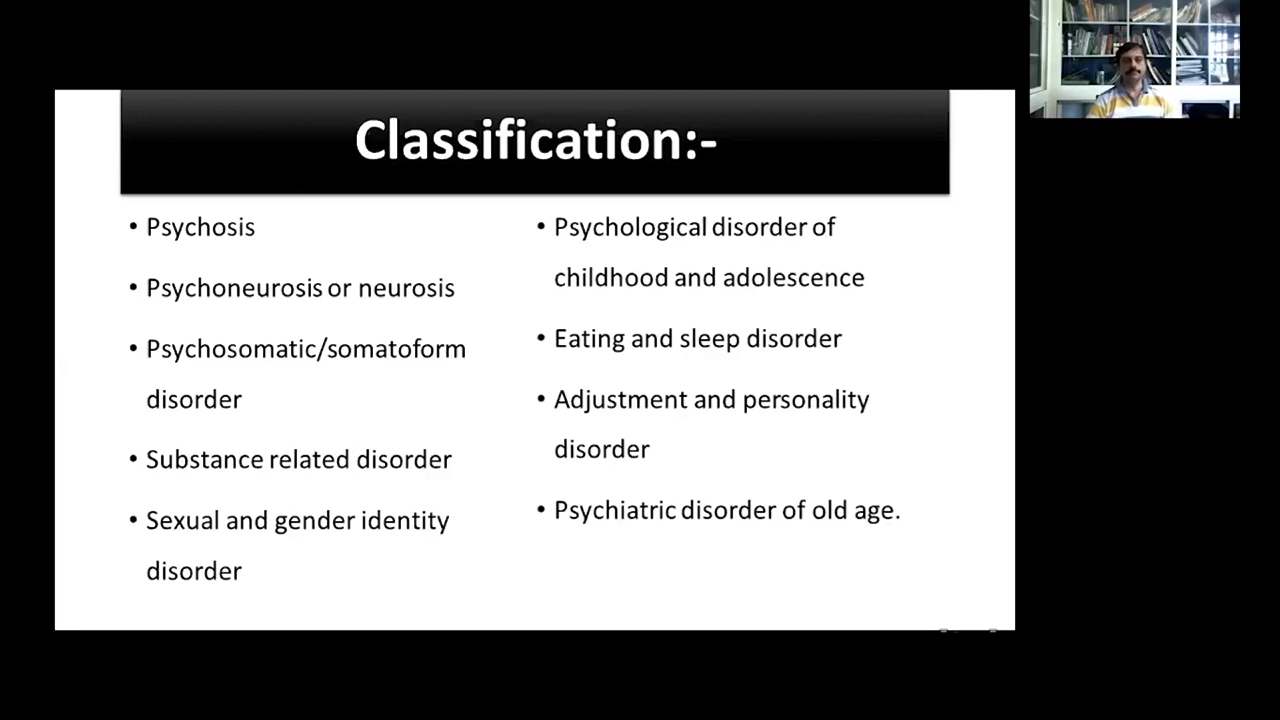 Classification:-
• Psychosis
• Psychoneurosis or neurosis
• Psychosomatic/somatoform
disorder
• Substance related disorder
• Sexual and gender identity
disorder
• Psychological disorder of
childhood and adolescence
• Eating and sleep disorder
• Adjustment and personality
disorder
• Psychiatric disorder of old age.